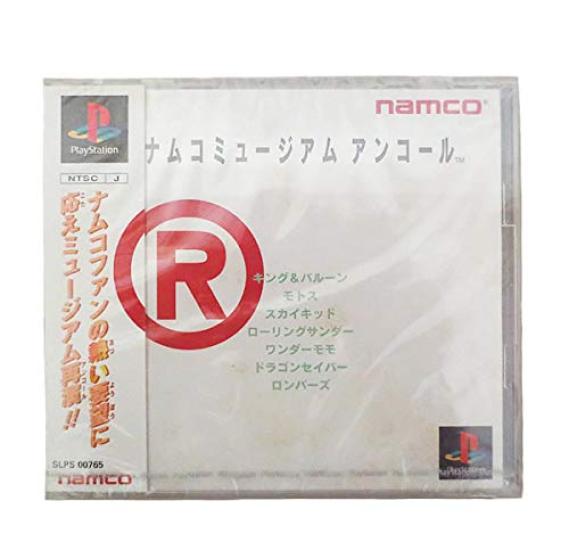 namco®
PlayStation
ナムコミュージアム アンコール™
NTSC J
ナムコファンの熱い要望に
応えミュージアム再演!!
R
キング&バルーン
モトス
スカイキッド
ローリングサンダー
ワンダーモモ
ドラゴンセイバー
ロンパーズ
SLPS 00765
namco
PlayStation